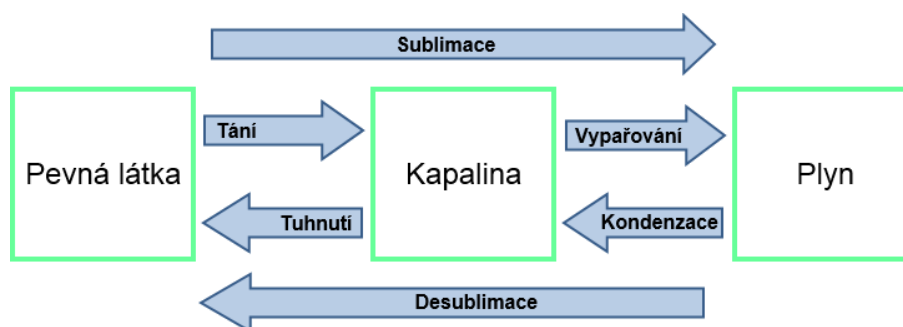 Sublimace
Tání
Vypařování
Pevná látka
Kapalina
Plyn
Tuhnutí
Kondenzace
Desublimace